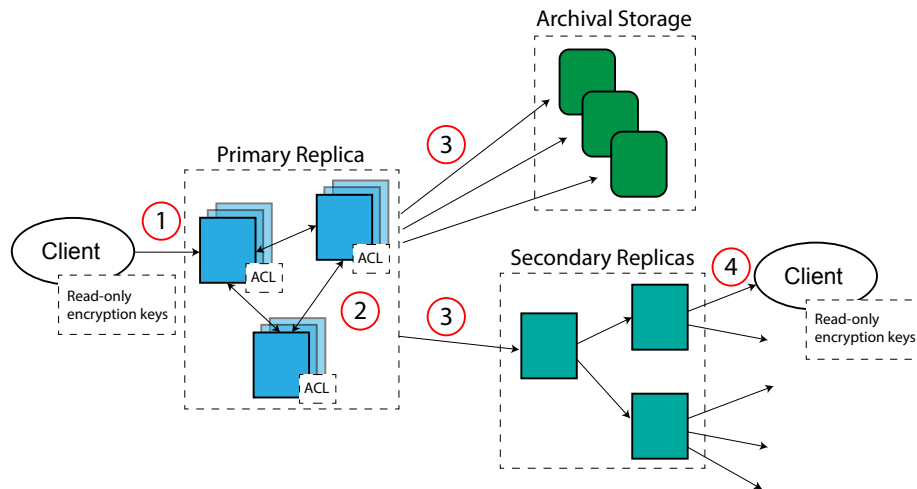 Archival Storage
3
Primary Replica
1
Client
ACL
ACL
Read-only
encryption keys
2
ACL
3
Secondary Replicas
4
Client
Read-only
encryption keys